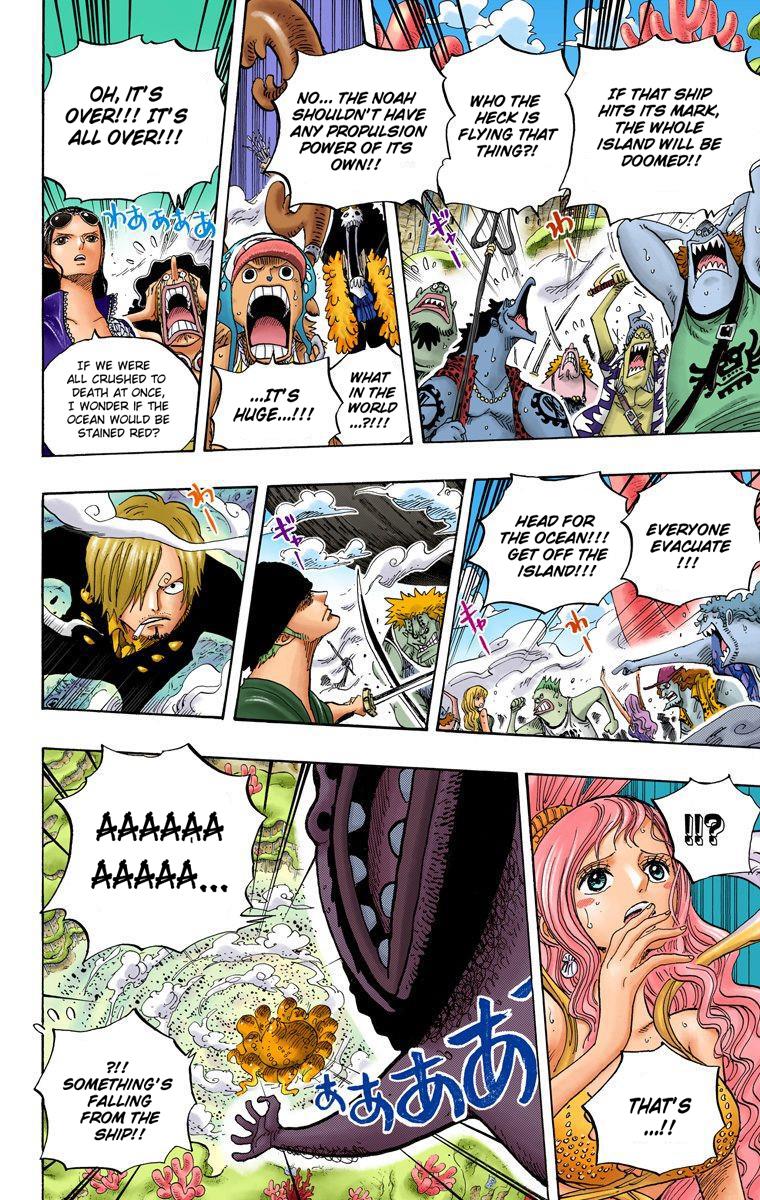 IF THAT SHIP
HITS ITS MARK,
THE WHOLE
ISLAND WILL BE
DOOMED!!
WHO
THE HECK IS
FLYING THAT
THING?!
ギャー
わー
NO... THE NOAH
SHOULDN'T HAVE
ANY PROPULSION
POWER OF ITS
OWN!!
WHAT
IN THE
WORLD
...?!!!
...IT'S
HUGE...!!!
OH, IT'S
OVER!!! IT'S
ALL OVER!!!
わあああああ
IF WE WERE
ALL CRUSHED TO
DEATH AT ONCE,
I WONDER IF THE
OCEAN WOULD BE
STAINED RED?
EVERYONE
EVACUATE
!!!
HEAD FOR
THE OCEAN!!!
GET OFF THE
ISLAND!!!
わー
ギャー
ギャー
わー
!!?
THAT'S
...!!
AAAAAA
AAAAA...
ああああ
?!!
SOMETHING'S
FALLING
FROM THE
SHIP!!